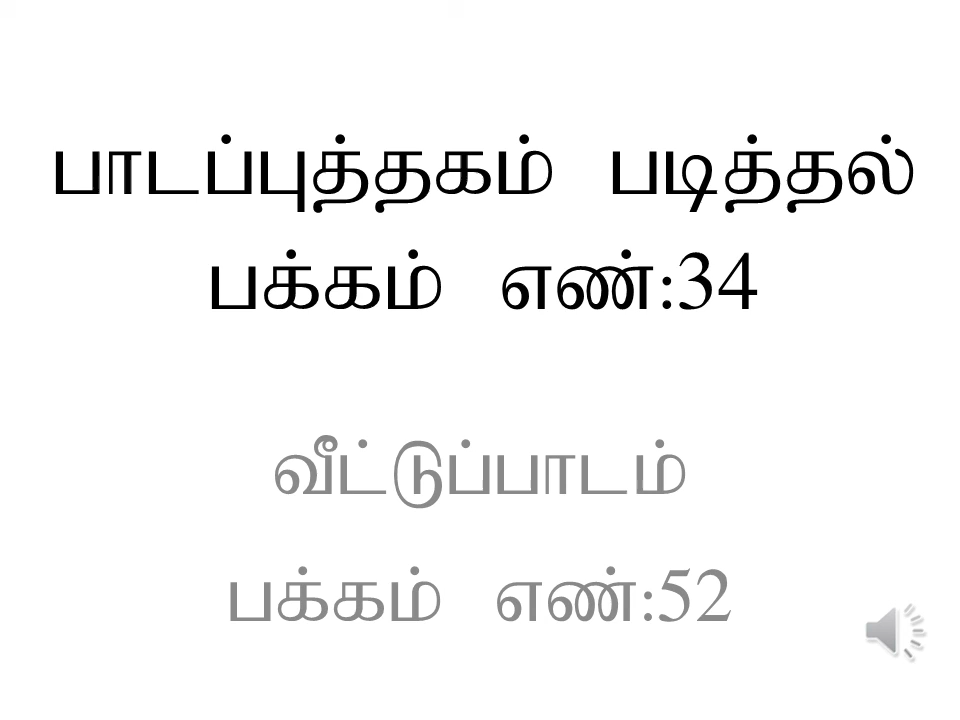 பாடப்புத்தகம் படித்தல்
பக்கம் எண்:34
வீட்டுப்பாடம்
பக்கம் எண்:52